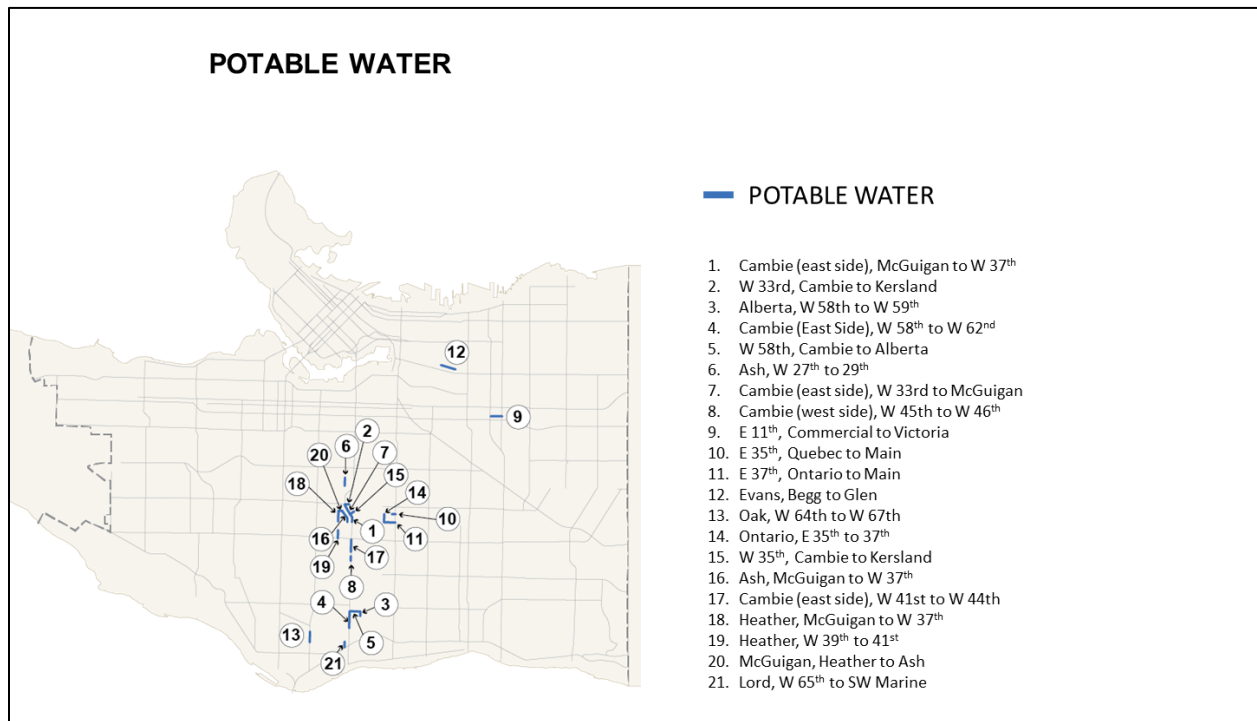 POTABLE WATER
POTABLE WATER
1. Cambie (east side), McGuigan to W 37th
2. W 33rd, Cambie to Kersland
3. Alberta, W 58th to W 59th
4. Cambie (East Side), W 58th to W 62nd
5. W 58th, Cambie to Alberta
6. Ash, W 27th to 29th
7. Cambie (east side), W 33rd to McGuigan
8. Cambie (west side), W 45th to W 46th
9. E 11th, Commercial to Victoria
10. E 35th, Quebec to Main
11. E 37th, Ontario to Main
12. Evans, Begg to Glen
13. Oak, W 64th to W 67th
14. Ontario, E 35th to 37th
15. W 35th, Cambie to Kersland
16. Ash, McGuigan to W 37th
17. Cambie (east side), W 41st to W 44th
18. Heather, McGuigan to W 37th
19. Heather, W 39th to 41st
20. McGuigan, Heather to Ash
21. Lord, W 65th to SW Marine
12
9
2
6
7
20
15
18
14
10
16
1
11
19
17
8
4
3
13
5
21